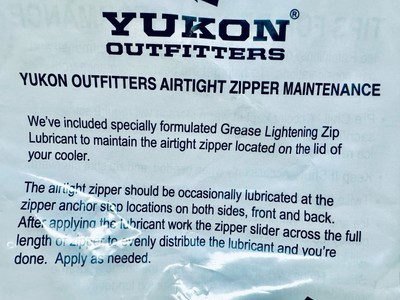 YUKON®
OUTFITTERS
YUKON OUTFITTERS AIRTIGHT ZIPPER MAINTENANCE
We've included specially formulated Grease Lightening Zip
Lubricant to maintain the airtight zipper located on the lid of
your cooler.
The airtight zipper should be occasionally lubricated at the
zipper anchor stop locations on both sides, front and back.
After applying the lubricant work the zipper slider across the full
length of zipper to evenly distribute the lubricant and you're
done. Apply as needed.